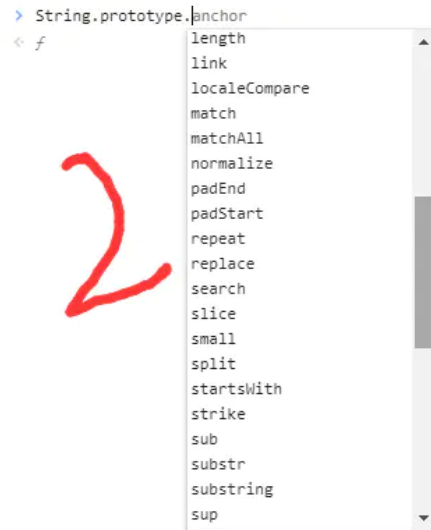 > String.prototype.anchor
f
length
link
localeCompare
match
matchAll
normalize
padEnd
padStart
repeat
replace
search
slice
small
split
startsWith
strike
sub
substr
substring
sup
2